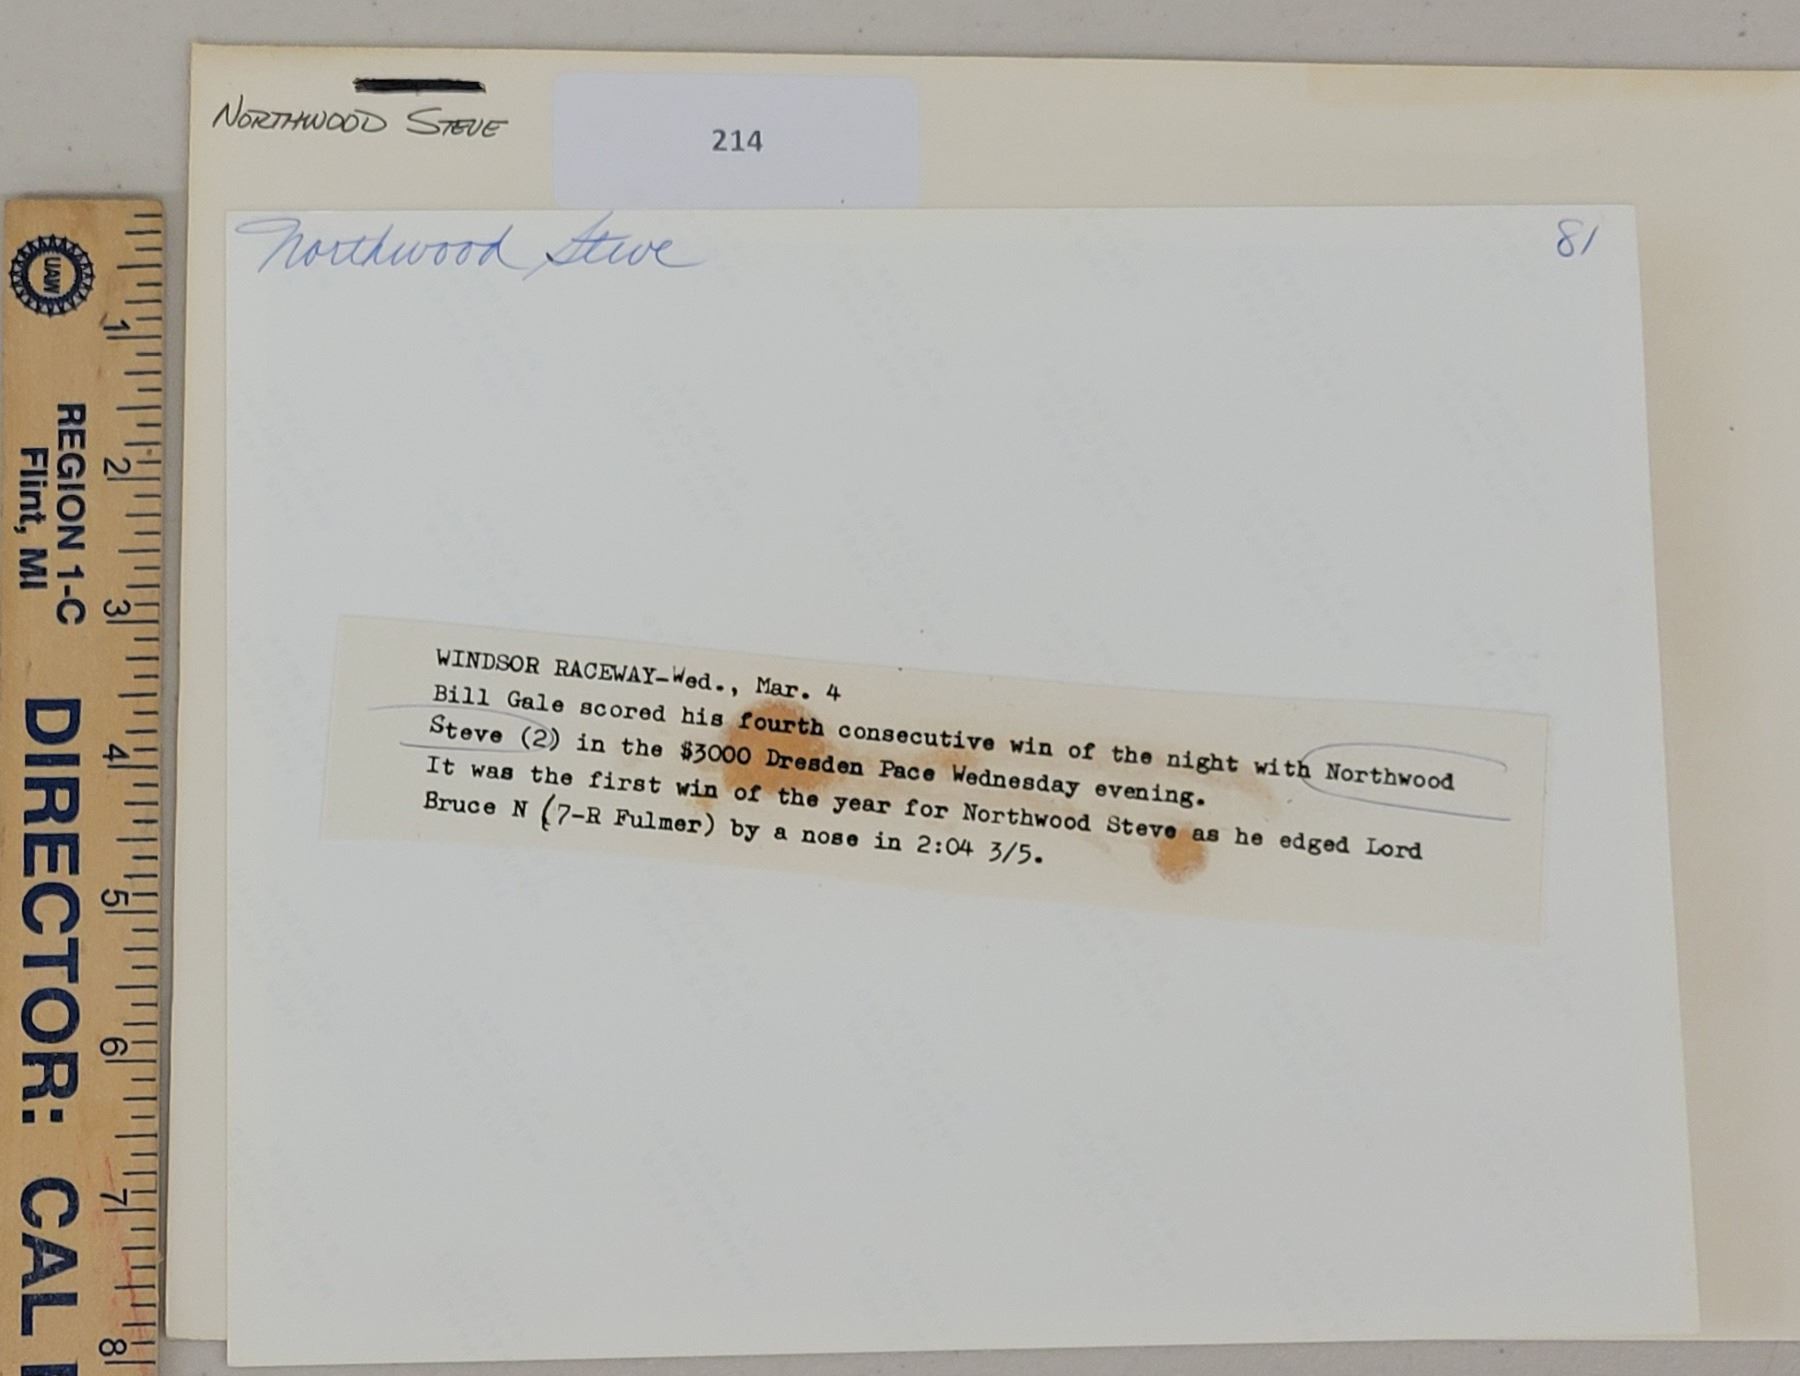 NORTHWOOD STEVE
214
Northwood Steve
81
WINDSOR RACEWAY-Wed., Mar. 4
Bill Gale scored his fourth consecutive win of the night with Northwood
Steve (2) in the $3000 Dresden Pace Wednesday evening.
It was the first win of the year for Northwood Steve as he edged Lord
Bruce N (7-R Fulmer) by a nose in 2:04 3/5.
UAW
REGION 1-C
Flint, MI
DIRECTOR: CAL
1
2
3
4
5
6
7
8